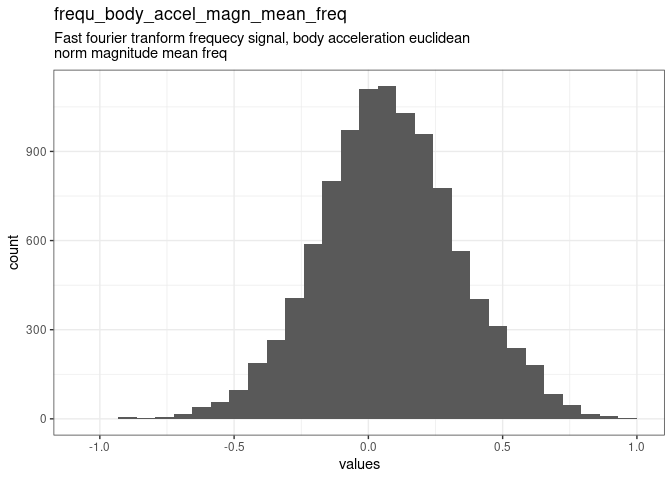 frequ_body_accel_magn_mean_freq
Fast fourier tranform frequecy signal, body acceleration euclidean
norm magnitude mean freq
900
600
300
0
count
-1.0
-0.5
0.0
0.5
1.0
values